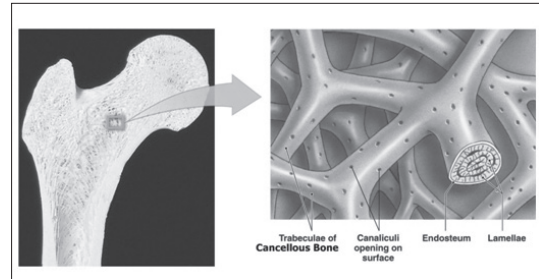 Trabeculae of
Cancellous Bone
Canaliculi
opening on
surface
Endosteum
Lamellae